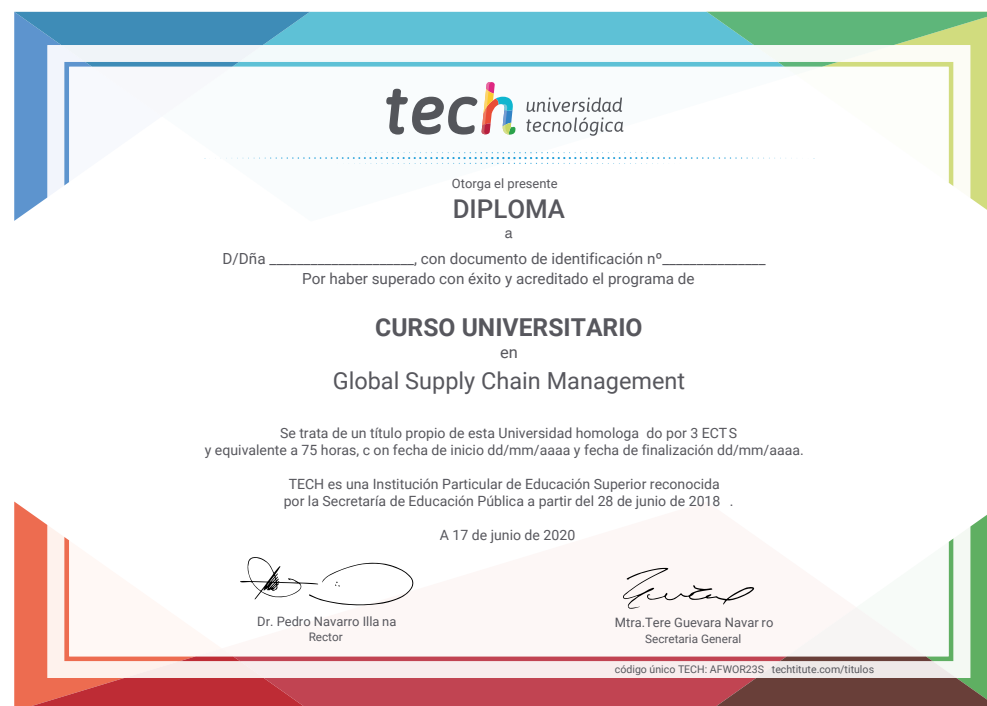 tech universidad
tecnológica
Otorga el presente
DIPLOMA
a
D/Dña ____________________, con documento de identificación nº______________
Por haber superado con éxito y acreditado el programa de
CURSO UNIVERSITARIO
en
Global Supply Chain Management
Se trata de un título propio de esta Universidad homologa do por 3 ECTS
y equivalente a 75 horas, c on fecha de inicio dd/mm/aaaa y fecha de finalización dd/mm/aaaa.
TECH es una Institución Particular de Educación Superior reconocida
por la Secretaría de Educación Pública a partir del 28 de junio de 2018 .
A 17 de junio de 2020
Dr. Pedro Navarro Illa na
Rector
Mtra.Tere Guevara Navar ro
Secretaria General
código único TECH: AFWOR23S techtitute.com/titulos